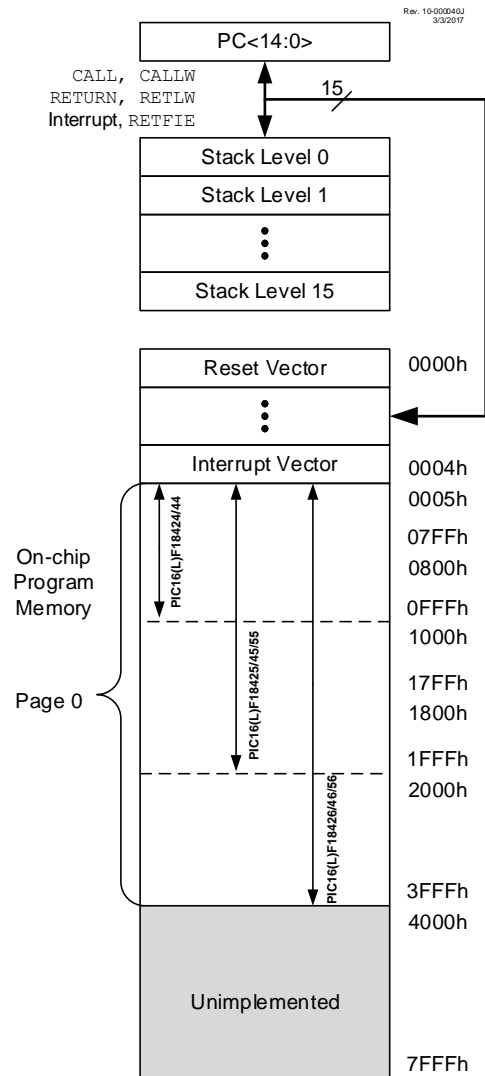 Rev. 10-000040J
3/3/2017
PC<14:0>
CALL, CALLW
RETURN, RETLW
Interrupt, RETFIE
15
Stack Level 0
Stack Level 1
Stack Level 15
Reset Vector
0000h
Interrupt Vector
0004h
0005h
07FFh
0800h
0FFFh
1000h
17FFh
1800h
1FFFh
2000h
3FFFh
4000h
7FFFh
On-chip
Program
Memory
Page 0
PIC16(L)F18424/44
PIC16(L)F18425/45/55
PIC16(L)F18426/46/56
Unimplemented